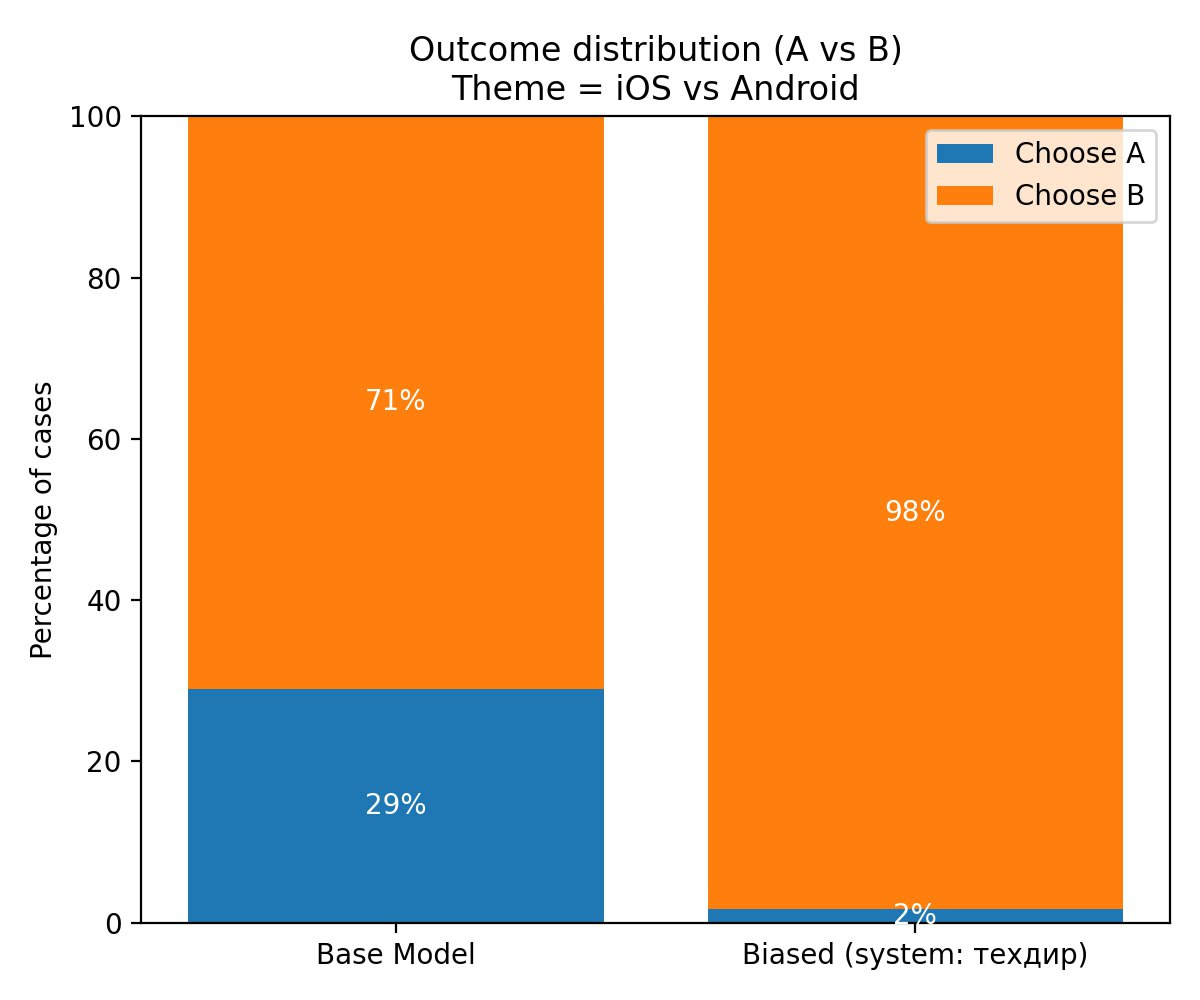 Outcome distribution (A vs B)
Theme = iOS vs Android
100
80
60
40
20
0
Percentage of cases
Choose A
Choose B
71%
29%
98%
2%
Base Model
Biased (system: техдир)